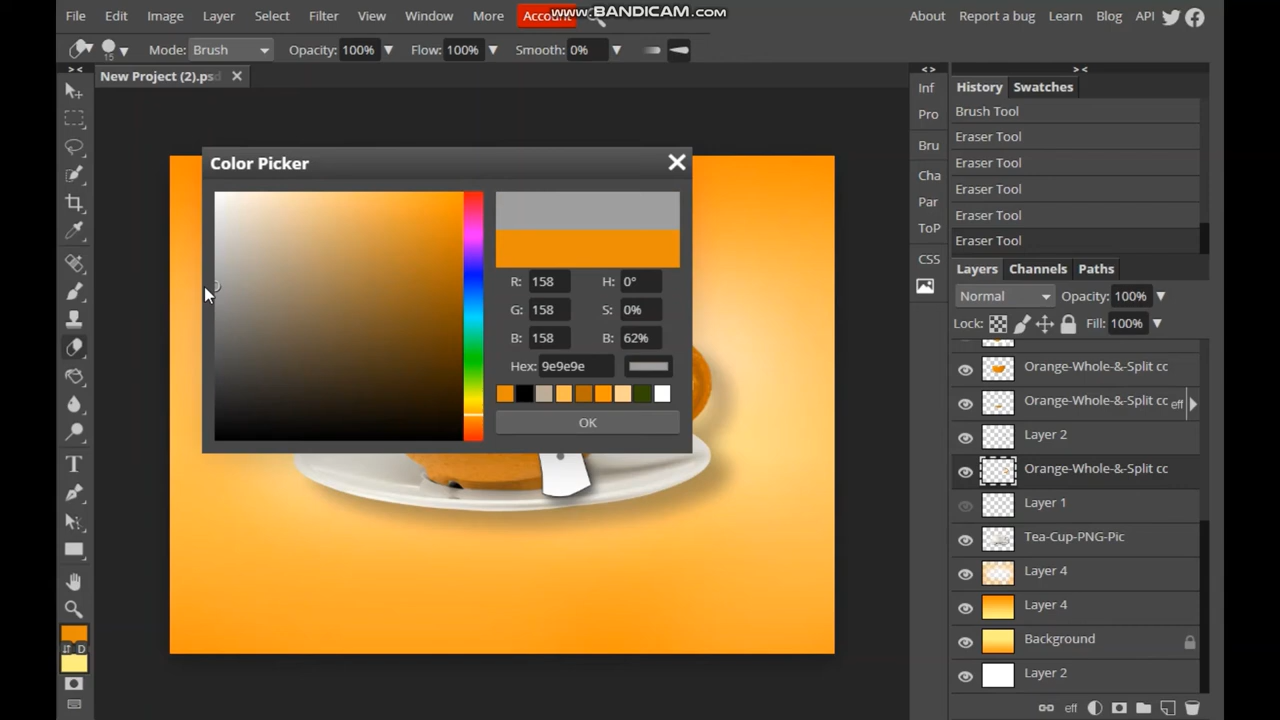 www.BANDICAM.com
File Edit Image Layer Select Filter View Window More Account About Report a bug Learn Blog API
15 Mode: Brush Opacity: 100% Flow: 100% Smooth: 0%
> < < > > <
New Project (2).psd
Inf
Pro
Bru
Cha
Par
ToP
CSS
History Swatches
Brush Tool
Eraser Tool
Eraser Tool
Eraser Tool
Eraser Tool
Eraser Tool
Layers Channels Paths
Normal Opacity: 100%
Lock: Fill: 100%
Orange-Whole-&-Split cc
Orange-Whole-&-Split cc eff
Layer 2
Orange-Whole-&-Split cc
Layer 1
Tea-Cup-PNG-Pic
Layer 4
Layer 4
Background
Layer 2
eff
Color Picker
R: 158 H: 0°
G: 158 S: 0%
B: 158 B: 62%
Hex: 9e9e9e
OK
T
D